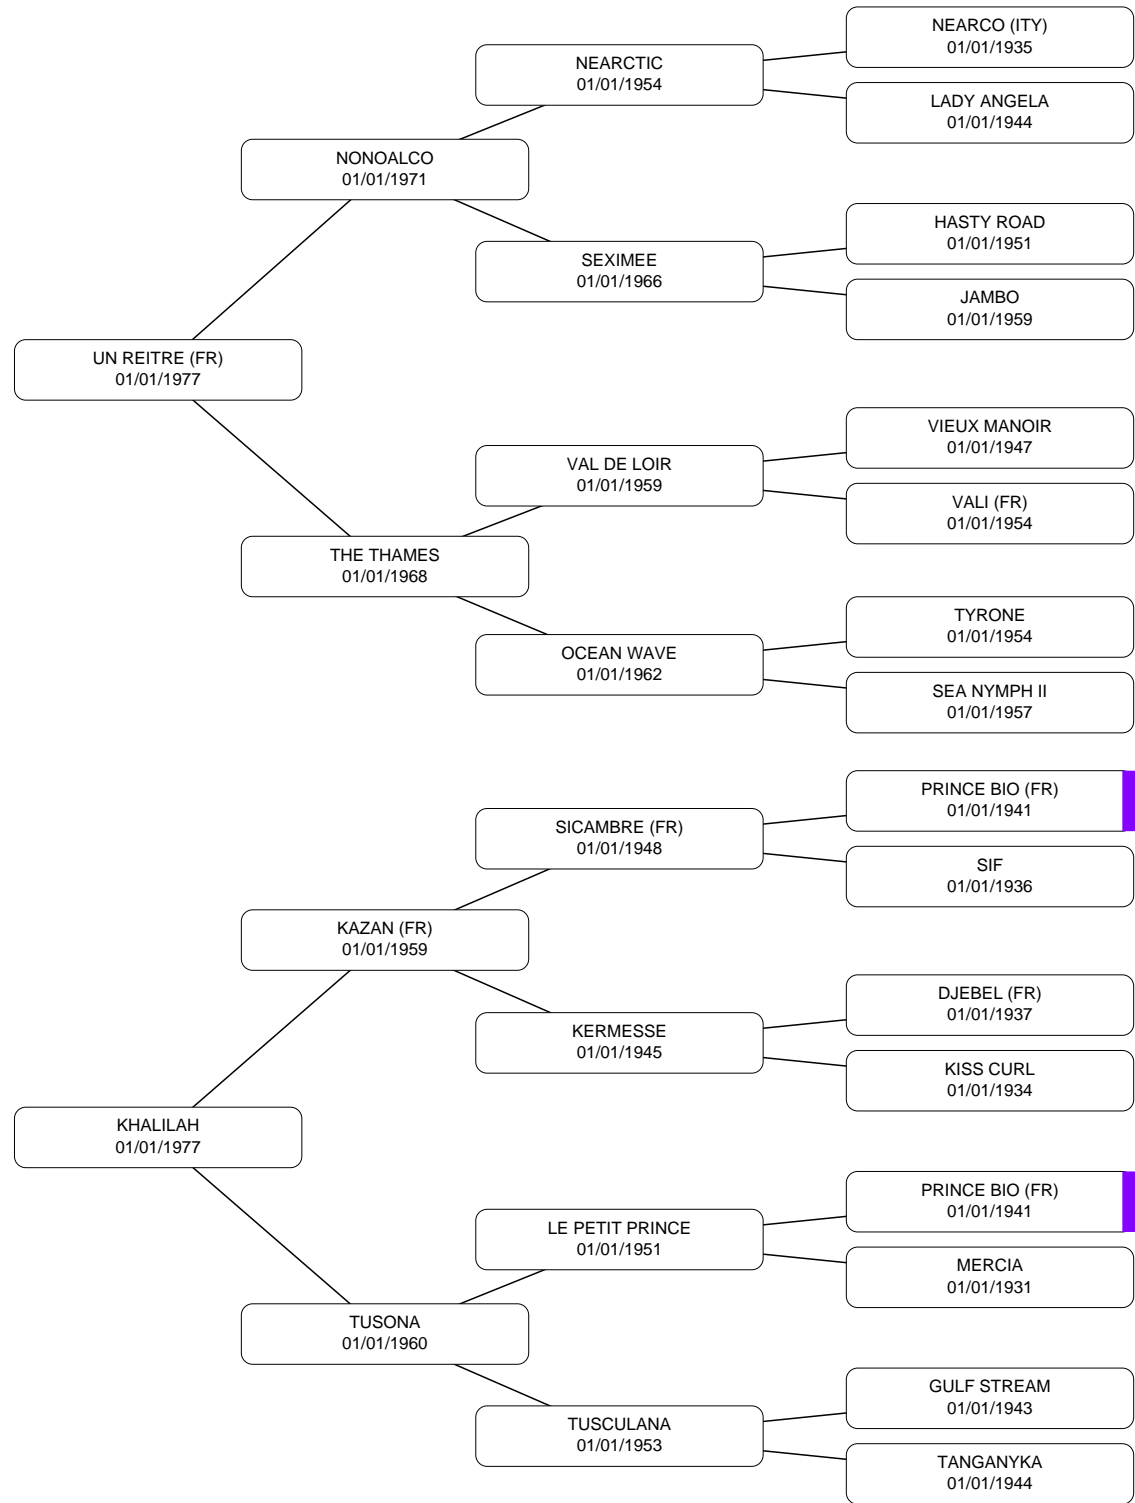 NEARCO (ITY)
01/01/1935
NEARCTIC
01/01/1954
LADY ANGELA
01/01/1944
NONOALCO
01/01/1971
HASTY ROAD
01/01/1951
SEXIMEE
01/01/1966
JAMBO
01/01/1959
UN REITRE (FR)
01/01/1977
VIEUX MANOIR
01/01/1947
VAL DE LOIR
01/01/1959
VALI (FR)
01/01/1954
THE THAMES
01/01/1968
TYRONE
01/01/1954
OCEAN WAVE
01/01/1962
SEA NYMPH II
01/01/1957
PRINCE BIO (FR)
01/01/1941
SICAMBRE (FR)
01/01/1948
SIF
01/01/1936
KAZAN (FR)
01/01/1959
DJEBEL (FR)
01/01/1937
KERMESSE
01/01/1945
KISS CURL
01/01/1934
KHALILAH
01/01/1977
PRINCE BIO (FR)
01/01/1941
LE PETIT PRINCE
01/01/1951
MERCIA
01/01/1931
TUSONA
01/01/1960
GULF STREAM
01/01/1943
TUSCULANA
01/01/1953
TANGANYKA
01/01/1944